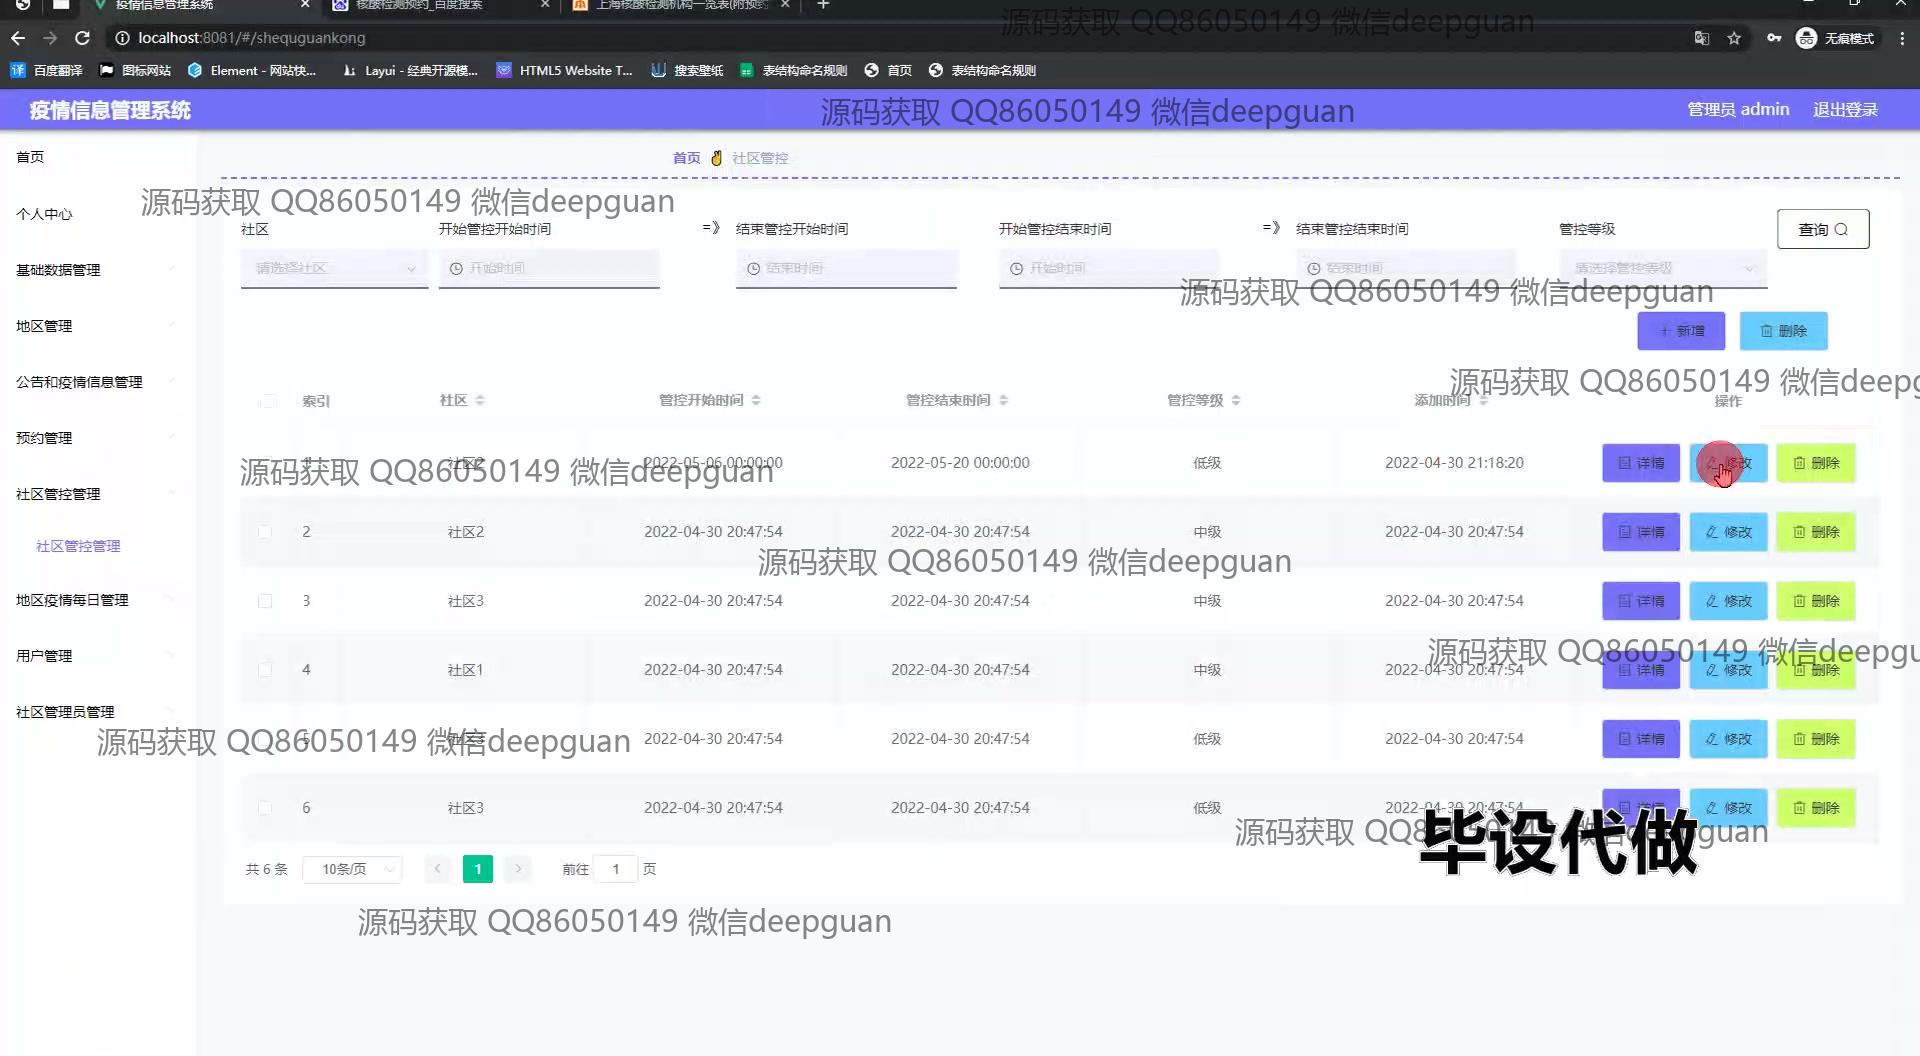 疫情信息管理系统
核酸检测预约_百度搜索
上海核酸检测机构一览表(附预约
localhost:8081/#/shequguankong
无痕模式
百度翻译 图标网站 Element - 网站快... Layui - 经典开源模... HTML5 Website T... 搜索壁纸 表结构命名规则 首页 表结构命名规则
源码获取 QQ86050149 微信deepguan
疫情信息管理系统
管理员 admin 退出登录
源码获取 QQ86050149 微信deepguan
首页
个人中心
基础数据管理
地区管理
公告和疫情信息管理
预约管理
社区管控管理
社区管控管理
地区疫情每日管理
用户管理
社区管理员管理
首页 社区管控
源码获取 QQ86050149 微信deepguan
社区 开始管控开始时间 =》 结束管控开始时间 开始管控结束时间 =》 结束管控结束时间 管控等级
请选择社区 开始时间 结束时间 开始时间 结束时间 请选择管控等级
查询
源码获取 QQ86050149 微信deepguan
+ 新增 删除
源码获取 QQ86050149 微信deepg
索引 社区 管控开始时间 管控结束时间 管控等级 添加时间 操作
社区2 2022-05-06 00:00:00 2022-05-20 00:00:00 低级 2022-04-30 21:18:20 详情 修改 删除
源码获取 QQ86050149 微信deepguan
2 社区2 2022-04-30 20:47:54 2022-04-30 20:47:54 中级 2022-04-30 20:47:54 详情 修改 删除
源码获取 QQ86050149 微信deepguan
3 社区3 2022-04-30 20:47:54 2022-04-30 20:47:54 中级 2022-04-30 20:47:54 详情 修改 删除
源码获取 QQ86050149 微信deepgu
4 社区1 2022-04-30 20:47:54 2022-04-30 20:47:54 中级 2022-04-30 20:47:54 详情 修改 删除
源码获取 QQ86050149 微信deepguan
2022-04-30 20:47:54 2022-04-30 20:47:54 低级 2022-04-30 20:47:54 详情 修改 删除
6 社区3 2022-04-30 20:47:54 2022-04-30 20:47:54 低级 2022-04-30 20:47:54 详情 修改 删除
源码获取 QQ86050149 微信deepguan
毕设代做
共 6 条 10条/页 1 前往 1 页
源码获取 QQ86050149 微信deepguan